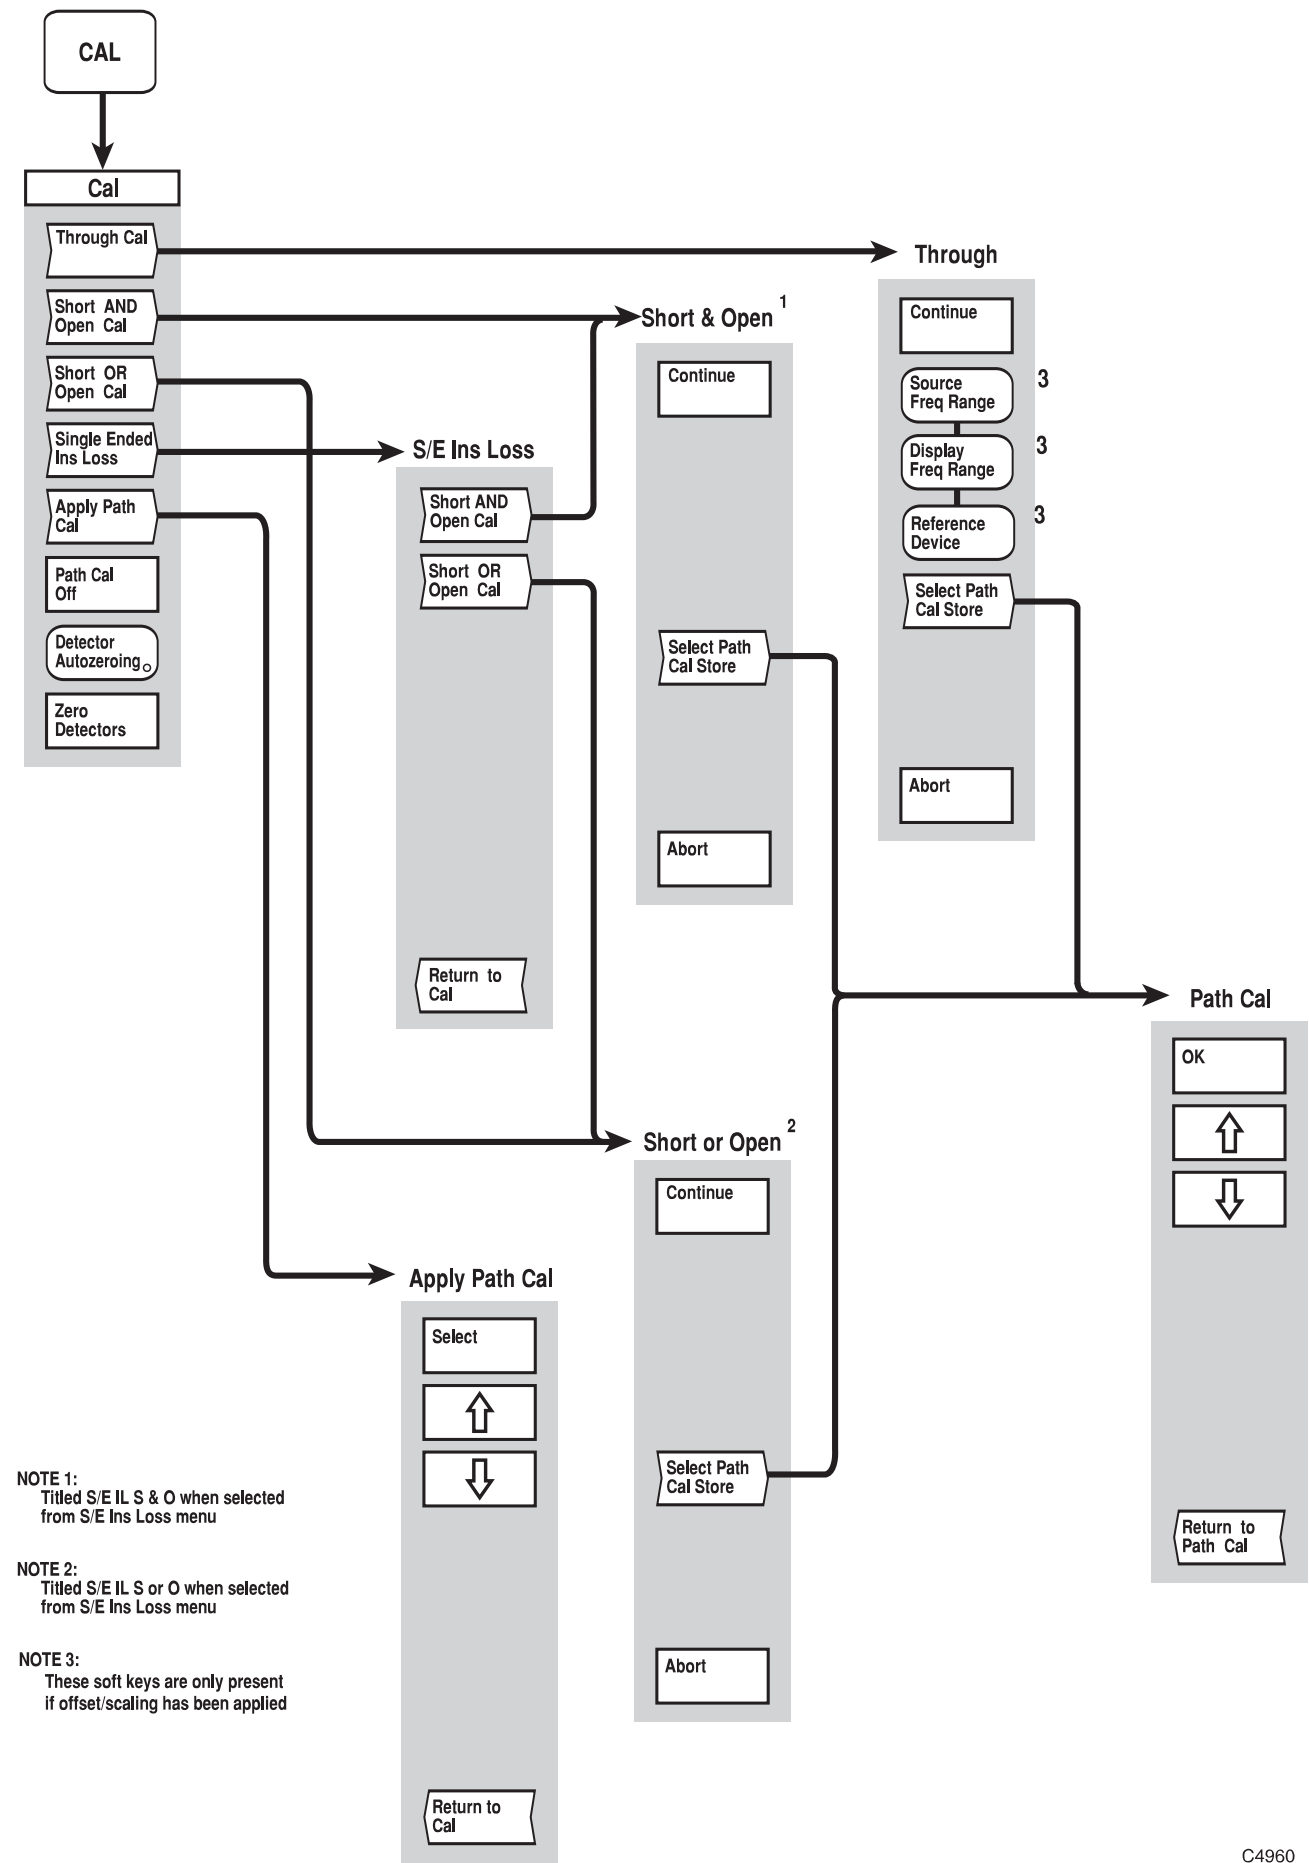 CAL
Cal
Through Cal
Short AND
Open Cal
Short OR
Open Cal
Single Ended
Ins Loss
Apply Path
Cal
Path Cal
Off
Detector
Autozeroing
Zero
Detectors
S/E Ins Loss
Short AND
Open Cal
Short OR
Open Cal
Return to
Cal
Short & Open 1
Continue
Select Path
Cal Store
Abort
Through
Continue
Source
Freq Range
3
Display
Freq Range
3
Reference
Device
3
Select Path
Cal Store
Abort
Short or Open 2
Continue
Select Path
Cal Store
Abort
Apply Path Cal
Select
Return to
Cal
Path Cal
OK
Return to
Path Cal
NOTE 1:
Titled S/E IL S & O when selected
from S/E Ins Loss menu
NOTE 2:
Titled S/E IL S or O when selected
from S/E Ins Loss menu
NOTE 3:
These soft keys are only present
if offset/scaling has been applied
C4960